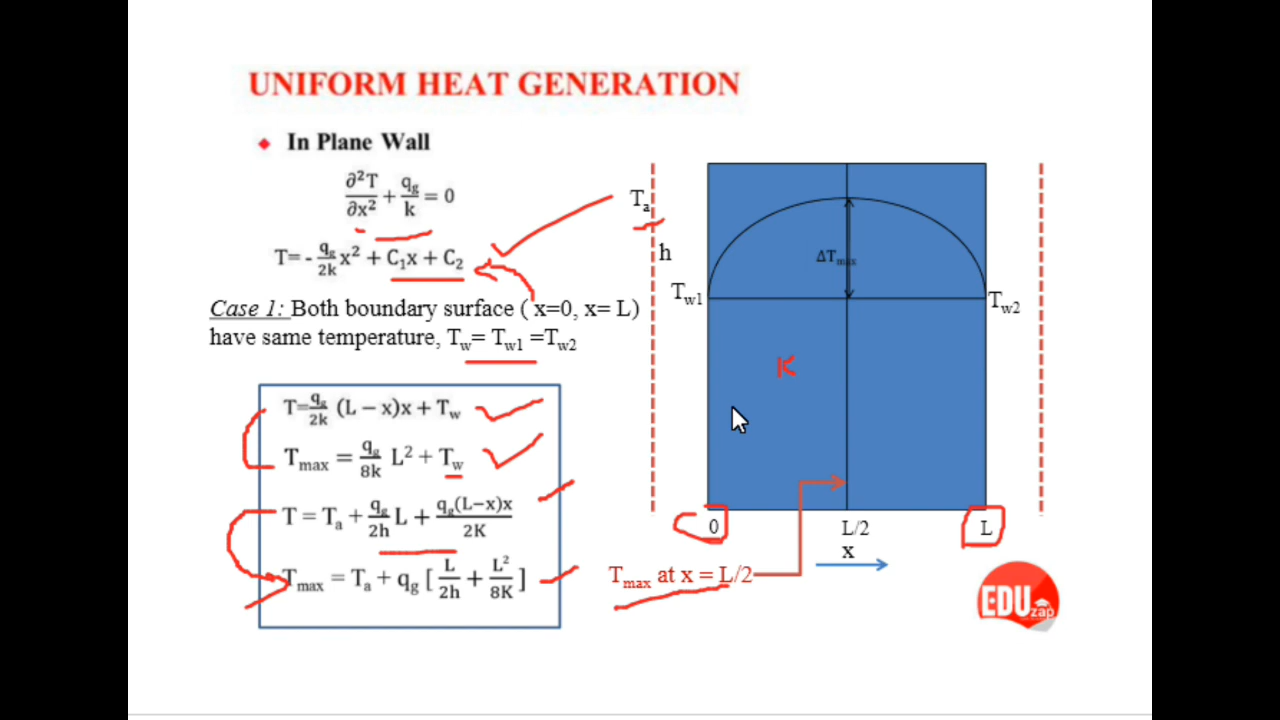 UNIFORM HEAT GENERATION
In Plane Wall
∂²T/∂x² + q_g/k = 0
T= - q_g/2k x² + C₁x + C₂
Case 1: Both boundary surface ( x=0, x= L)
have same temperature, T_w= T_w1 =T_w2
T=q_g/2k (L − x)x + T_w
T_max = q_g/8k L² + T_w
T = T_a + q_g/2h L + q_g(L−x)x/2K
T_max = T_a + q_g [ L/2h + L²/8K ]
T_a
h
T_w1
ΔT_max
T_w2
K
0
L/2
L
x
T_max at x = L/2
EDU
zap